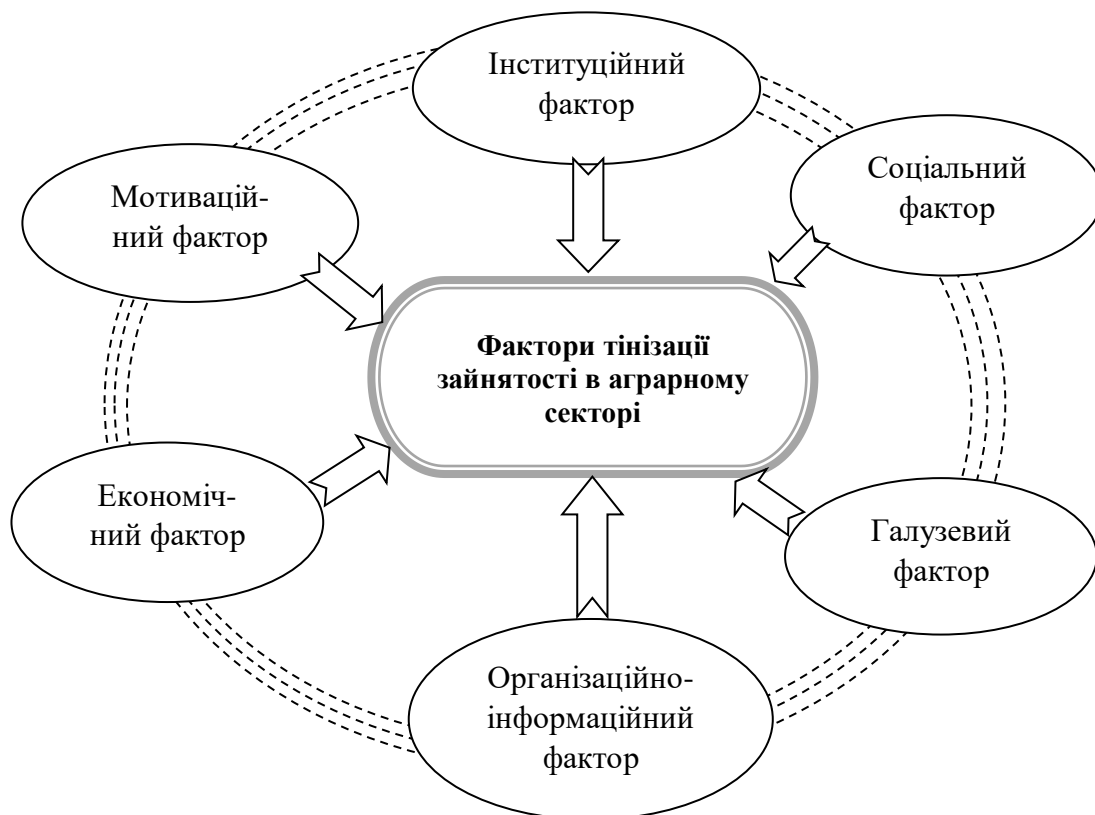 Інституційний
фактор
Соціальний
фактор
Мотивацій-
ний фактор
Фактори тінізації
зайнятості в аграрному
секторі
Економіч-
ний фактор
Галузевий
фактор
Організаційно-
інформаційний
фактор